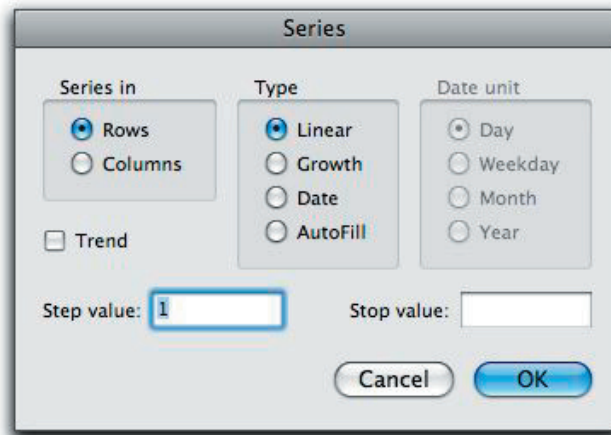 Series
Series in
Rows
Columns
Trend
Type
Linear
Growth
Date
AutoFill
Date unit
Day
Weekday
Month
Year
Step value: 1
Stop value:
Cancel
OK